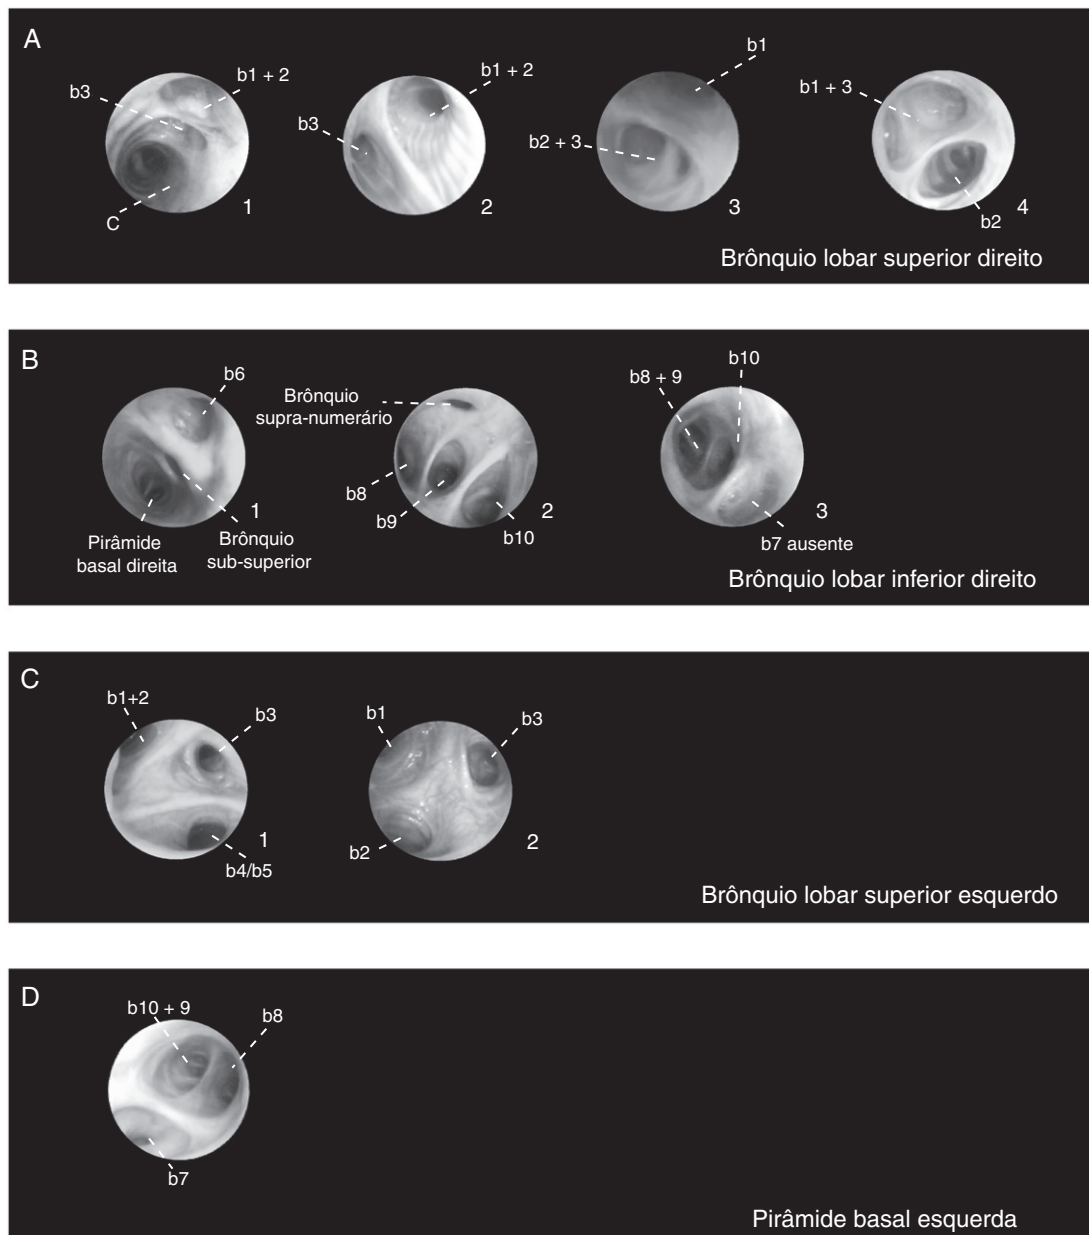 A
b3
b1 + 2
C
1
b3
b1 + 2
2
b1
b2 + 3
3
b1 + 3
b2
4
Brônquio lobar superior direito
B
b6
1
Pirâmide
basal direita
Brônquio
sub-superior
Brônquio
supra-numerário
b8
b9
b10
2
b8 + 9
b10
3
b7 ausente
Brônquio lobar inferior direito
C
b1+2
b3
1
b4/b5
b1
b3
b2
2
Brônquio lobar superior esquerdo
D
b10 + 9
b8
b7
Pirâmide basal esquerda